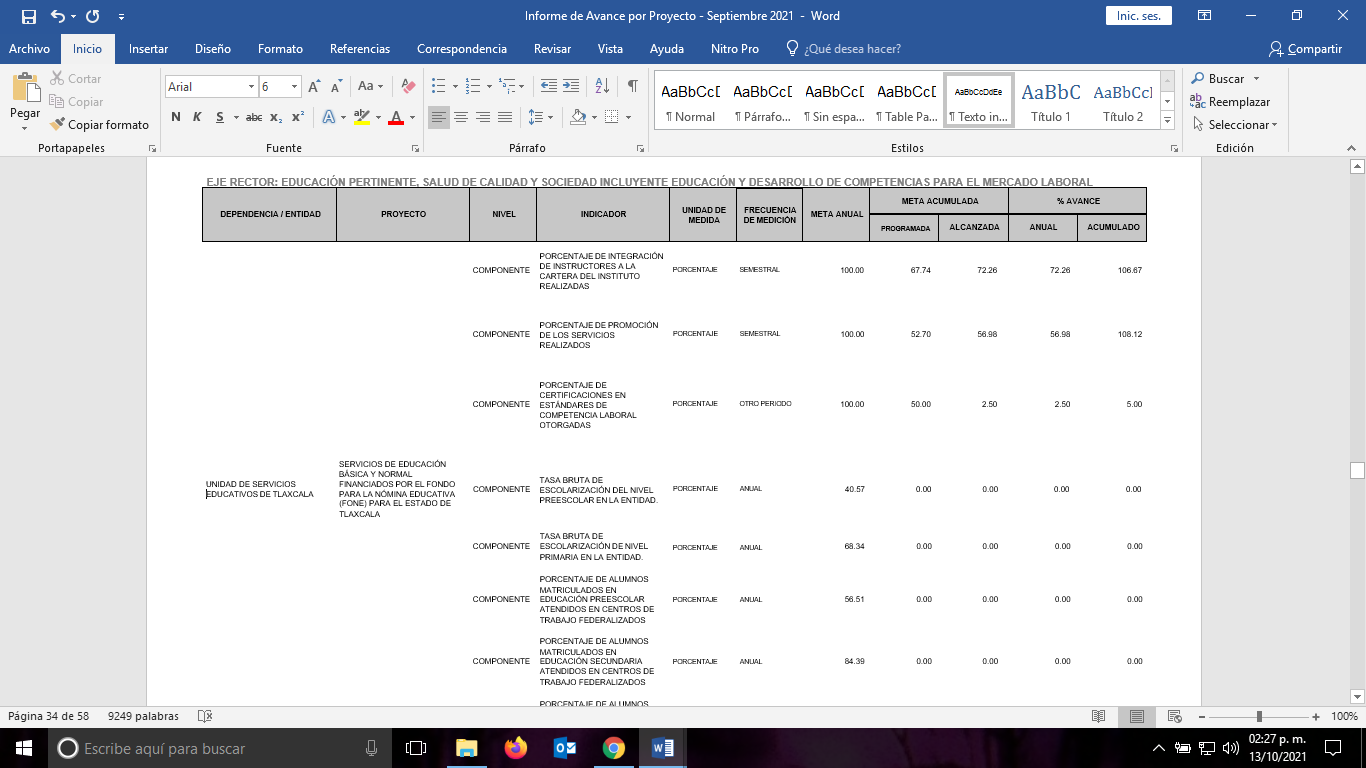 Informe de Avance por Proyecto - Septiembre 2021 - Word
Inic. ses.
Archivo Inicio Insertar Diseño Formato Referencias Correspondencia Revisar Vista Ayuda Nitro Pro ¿Qué desea hacer? Compartir
Pegar
Cortar
Copiar
Copiar formato
Portapapeles
Arial 6
Aa
N K S abc x₂ x²
Fuente
Párrafo
AaBbCcD AaBbCcD AaBbCcD AaBbCcD AaBbCcDdEe AaBbC AaBbCcI
¶ Normal ¶ Párrafo... ¶ Sin espa... ¶ Table Pa... ¶ Texto in... Título 1 Título 2
Estilos
Buscar
Reemplazar
Seleccionar
Edición
EJE RECTOR: EDUCACIÓN PERTINENTE, SALUD DE CALIDAD Y SOCIEDAD INCLUYENTE EDUCACIÓN Y DESARROLLO DE COMPETENCIAS PARA EL MERCADO LABORAL
DEPENDENCIA / ENTIDAD
PROYECTO
NIVEL
INDICADOR
UNIDAD DE
MEDIDA
FRECUENCIA
DE MEDICIÓN
META ANUAL
META ACUMULADA
PROGRAMADA ALCANZADA
% AVANCE
ANUAL ACUMULADO
COMPONENTE
PORCENTAJE DE INTEGRACIÓN
DE INSTRUCTORES A LA
CARTERA DEL INSTITUTO
REALIZADAS
PORCENTAJE SEMESTRAL 100.00 67.74 72.26 72.26 106.67
COMPONENTE
PORCENTAJE DE PROMOCIÓN
DE LOS SERVICIOS
REALIZADOS
PORCENTAJE SEMESTRAL 100.00 52.70 56.98 56.98 108.12
COMPONENTE
PORCENTAJE DE
CERTIFICACIONES EN
ESTÁNDARES DE
COMPETENCIA LABORAL
OTORGADAS
PORCENTAJE OTRO PERIODO 100.00 50.00 2.50 2.50 5.00
UNIDAD DE SERVICIOS
EDUCATIVOS DE TLAXCALA
SERVICIOS DE EDUCACIÓN
BÁSICA Y NORMAL
FINANCIADOS POR EL FONDO
PARA LA NÓMINA EDUCATIVA
(FONE) PARA EL ESTADO DE
TLAXCALA
COMPONENTE
TASA BRUTA DE
ESCOLARIZACIÓN DEL NIVEL
PREESCOLAR EN LA ENTIDAD.
PORCENTAJE ANUAL 40.57 0.00 0.00 0.00 0.00
COMPONENTE
TASA BRUTA DE
ESCOLARIZACIÓN DE NIVEL
PRIMARIA EN LA ENTIDAD.
PORCENTAJE ANUAL 68.34 0.00 0.00 0.00 0.00
COMPONENTE
PORCENTAJE DE ALUMNOS
MATRICULADOS EN
EDUCACIÓN PREESCOLAR
ATENDIDOS EN CENTROS DE
TRABAJO FEDERALIZADOS
PORCENTAJE ANUAL 56.51 0.00 0.00 0.00 0.00
COMPONENTE
PORCENTAJE DE ALUMNOS
MATRICULADOS EN
EDUCACIÓN SECUNDARIA
ATENDIDOS EN CENTROS DE
TRABAJO FEDERALIZADOS
PORCENTAJE ANUAL 84.39 0.00 0.00 0.00 0.00
PORCENTAJE DE ALUMNOS
Página 34 de 58 9249 palabras 100%
Escribe aquí para buscar
02:27 p. m.
13/10/2021